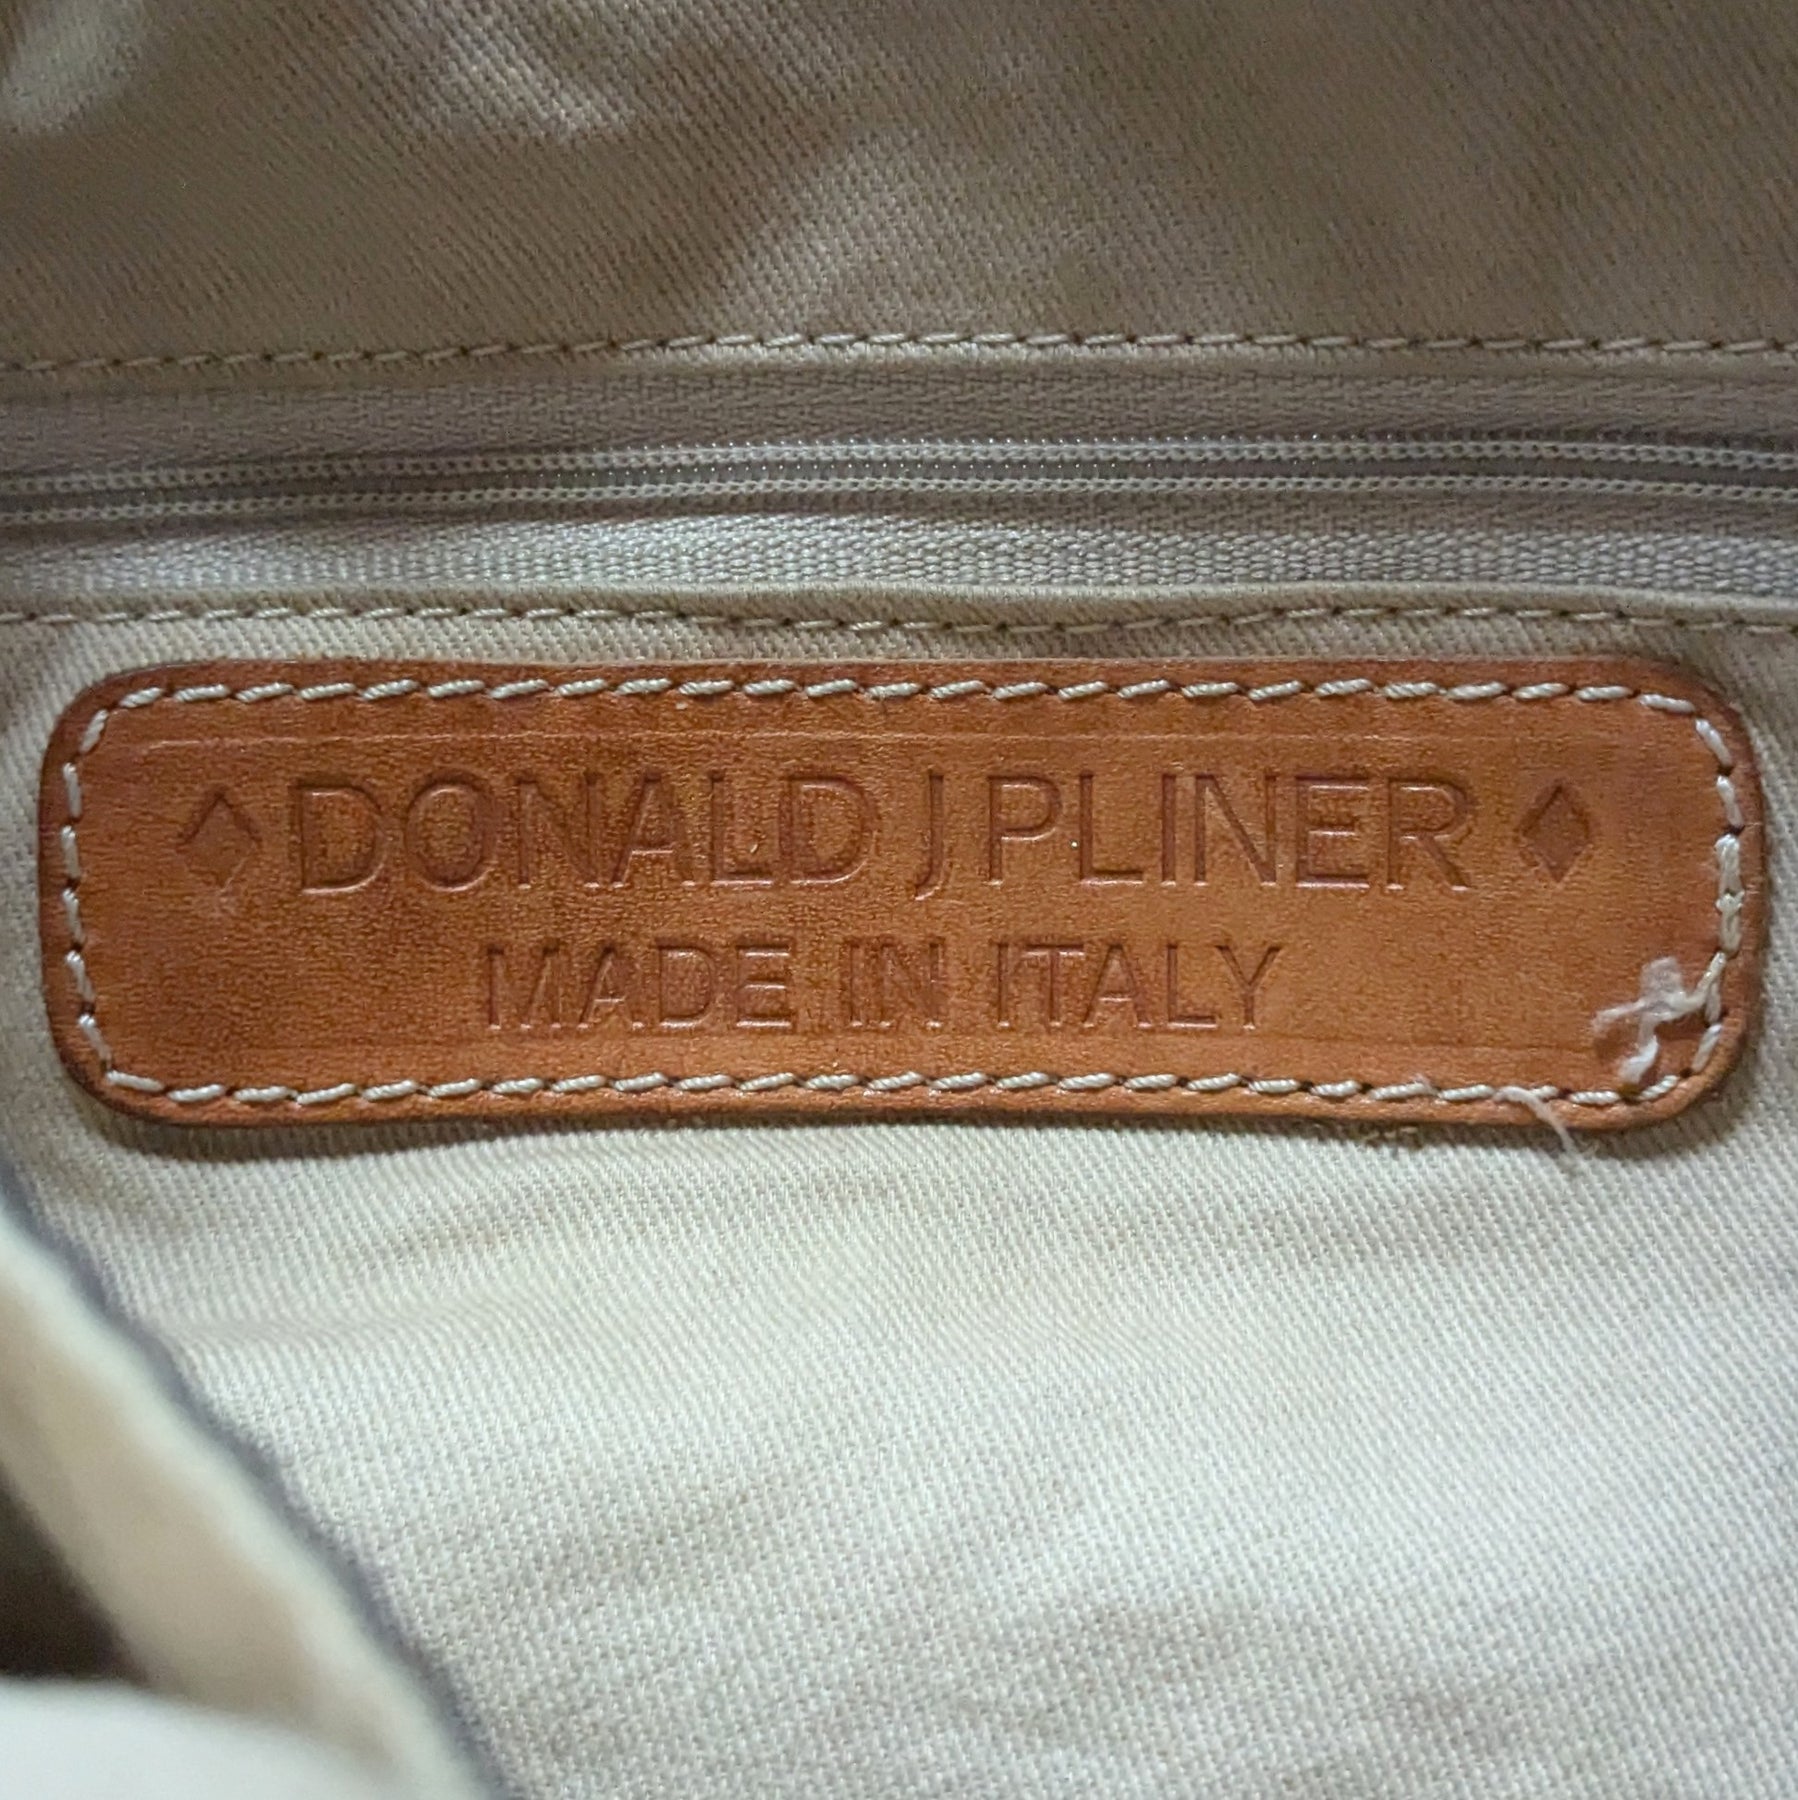 ♦ DONALD J PLINER ♦
MADE IN ITALY